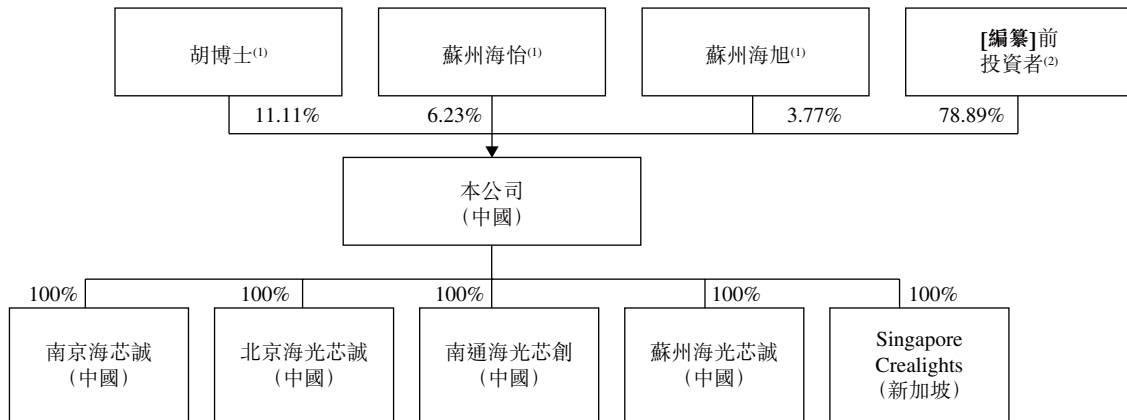 胡博士(1)
蘇州海怡(1)
蘇州海旭(1)
[編纂]前
投資者(2)
11.11%
6.23%
3.77%
78.89%
本公司
（中國）
100%
100%
100%
100%
100%
南京海芯誠
（中國）
北京海光芯誠
（中國）
南通海光芯創
（中國）
蘇州海光芯誠
（中國）
Singapore
Crealights
（新加坡）